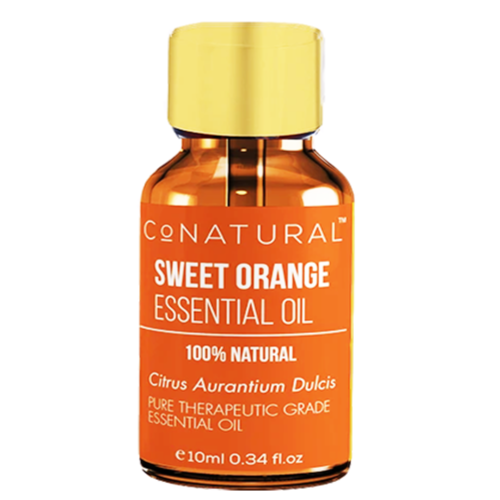 CoNATURAL™
SWEET ORANGE
ESSENTIAL OIL
100% NATURAL
Citrus Aurantium Dulcis
PURE THERAPEUTIC GRADE
ESSENTIAL OIL
℮10ml 0.34 fl.oz